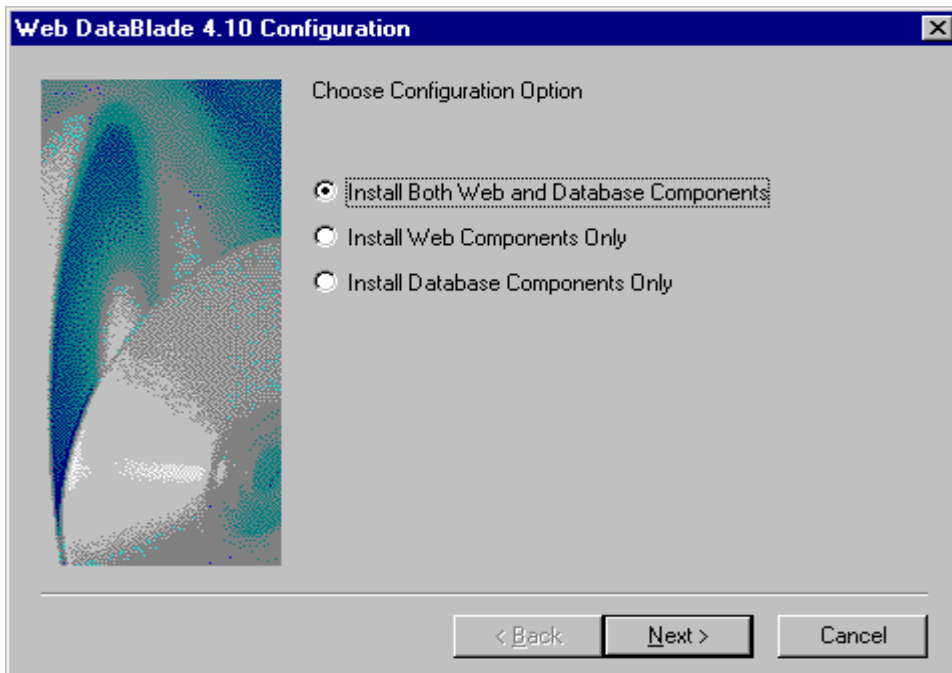 Web DataBlade 4.10 Configuration
Choose Configuration Option
Install Both Web and Database Components
Install Web Components Only
Install Database Components Only
< Back
Next >
Cancel